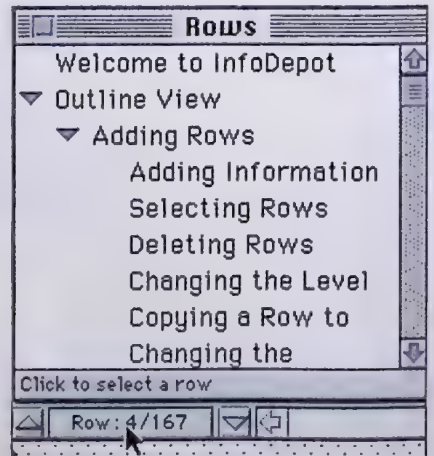 Rows
Welcome to InfoDepot
Outline View
Adding Rows
Adding Information
Selecting Rows
Deleting Rows
Changing the Level
Copying a Row to
Changing the
Click to select a row
Row: 4/167